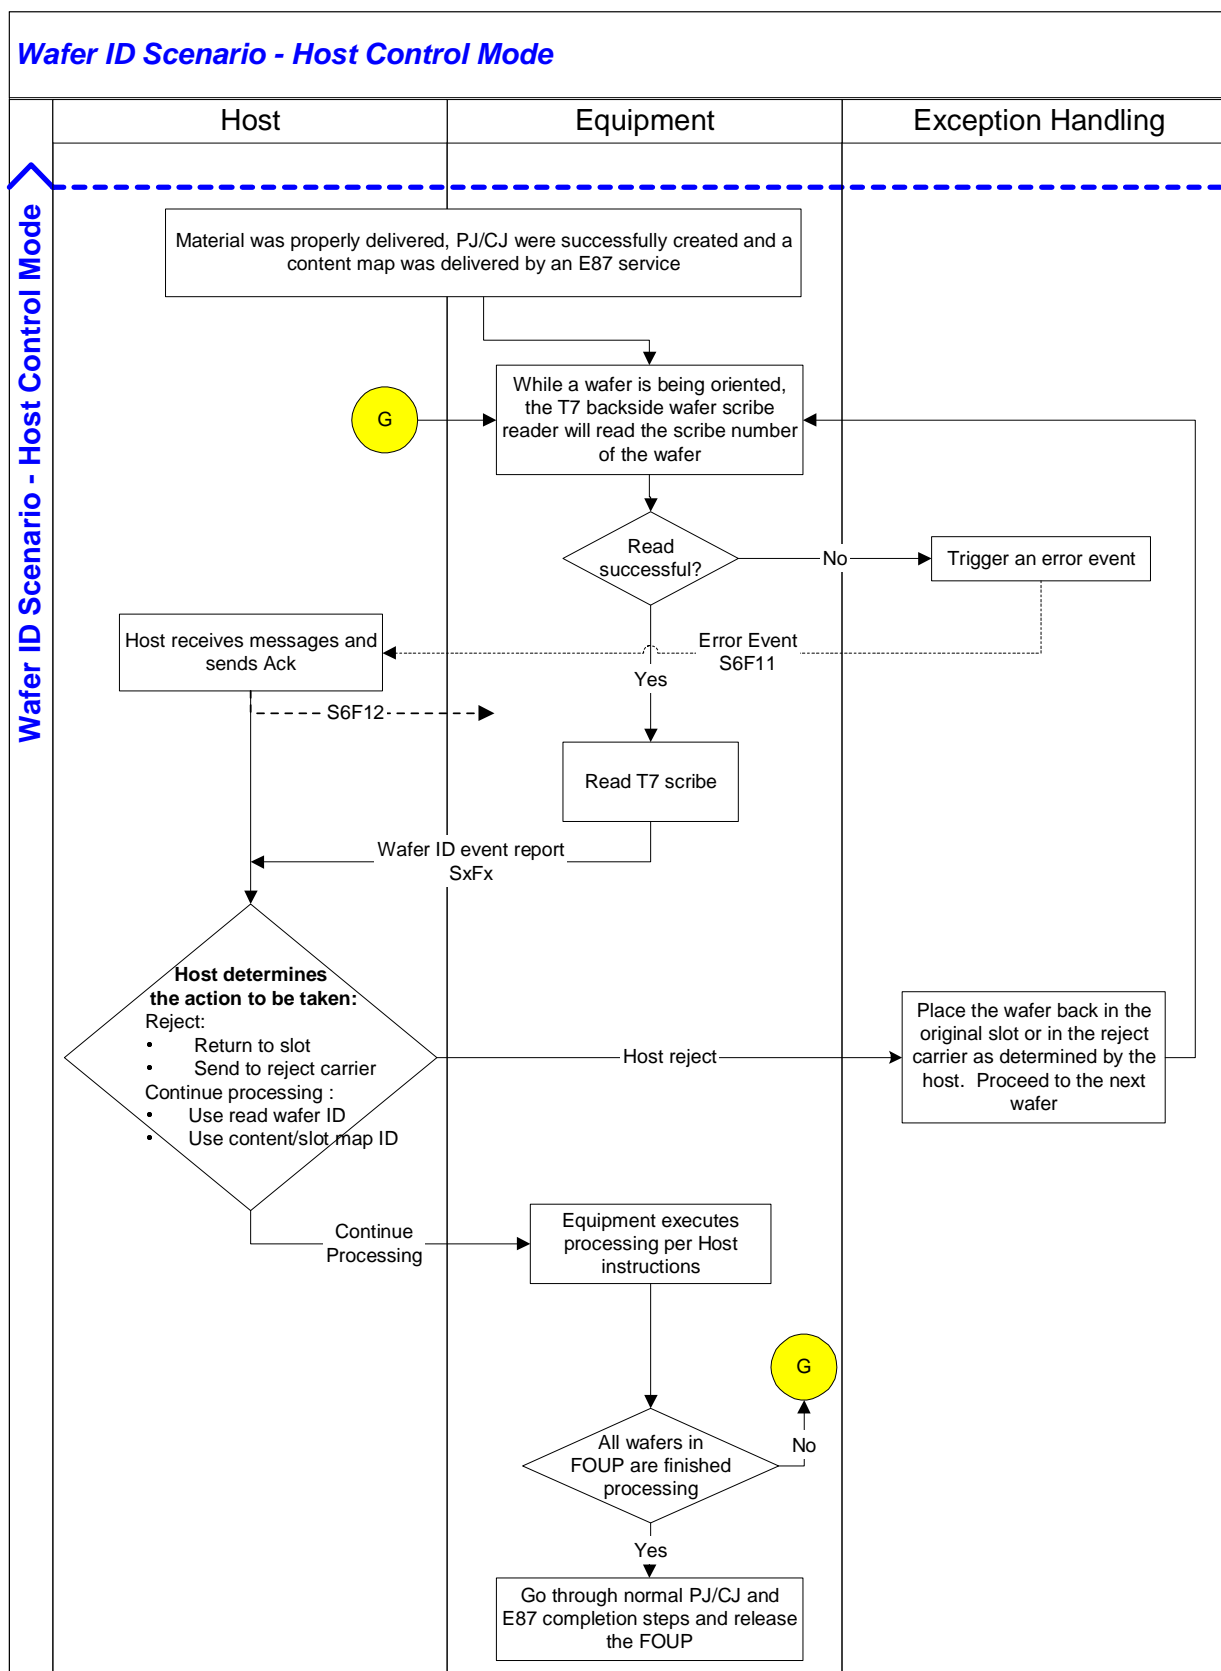 Wafer ID Scenario - Host Control Mode
Host
Equipment
Exception Handling
Wafer ID Scenario - Host Control Mode
Material was properly delivered, PJ/CJ were successfully created and a
content map was delivered by an E87 service
While a wafer is being oriented,
the T7 backside wafer scribe
reader will read the scribe number
of the wafer
G
Read
successful?
No
Trigger an error event
Host receives messages and
sends Ack
Error Event
S6F11
Yes
S6F12
Read T7 scribe
Wafer ID event report
SxFx
Host determines
the action to be taken:
Reject:
• Return to slot
• Send to reject carrier
Continue processing :
• Use read wafer ID
• Use content/slot map ID
Host reject
Place the wafer back in the
original slot or in the reject
carrier as determined by the
host. Proceed to the next
wafer
Continue
Processing
Equipment executes
processing per Host
instructions
G
All wafers in
FOUP are finished
processing
No
Yes
Go through normal PJ/CJ and
E87 completion steps and release
the FOUP